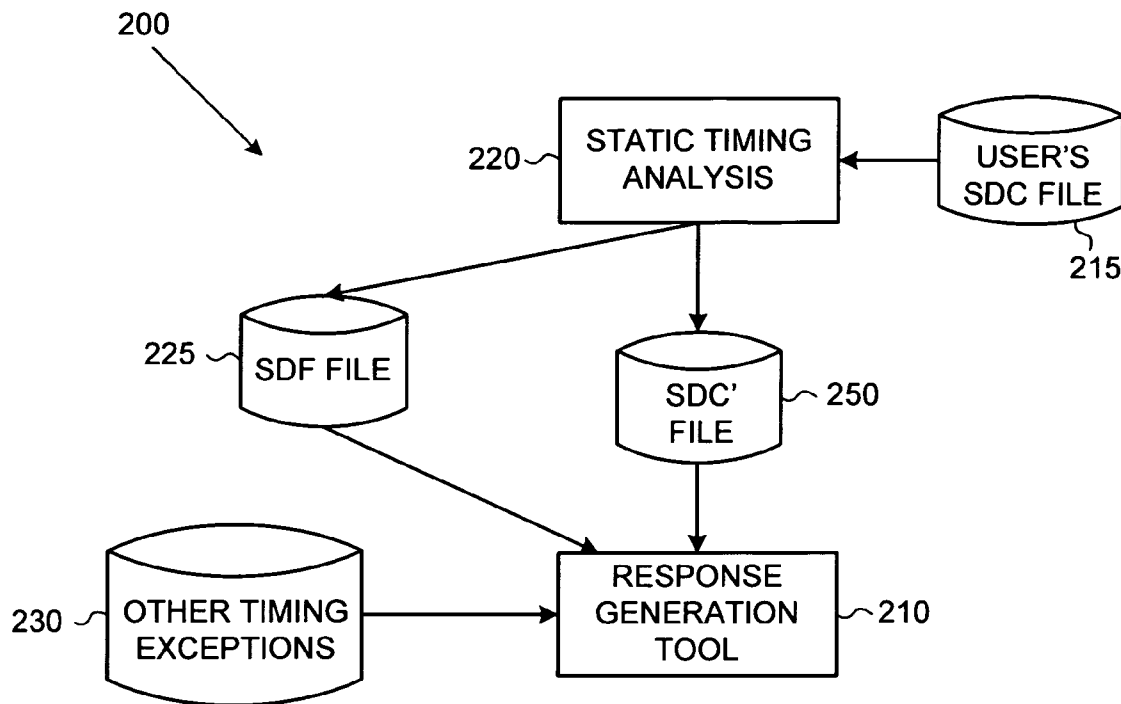 200
STATIC TIMING
ANALYSIS
220
USER'S
SDC FILE
215
225
SDF FILE
SDC'
FILE
250
230
OTHER TIMING
EXCEPTIONS
RESPONSE
GENERATION
TOOL
210